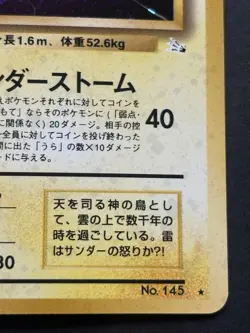 長1.6m、体重52.6kg
ンダーストーム
えポケモンそれぞれに対してコインを
もて」ならそのポケモンに(「弱点・
に関係なく)20ダメージ。相手の控
全員に対してコインを投げ終わった
間に出た「うら」の数×10ダメージ
ードに与える。
40
天を司る神の鳥として、雲の上で数千年の時を過ごしている。雷はサンダーの怒りか?!
30
No. 145 ★